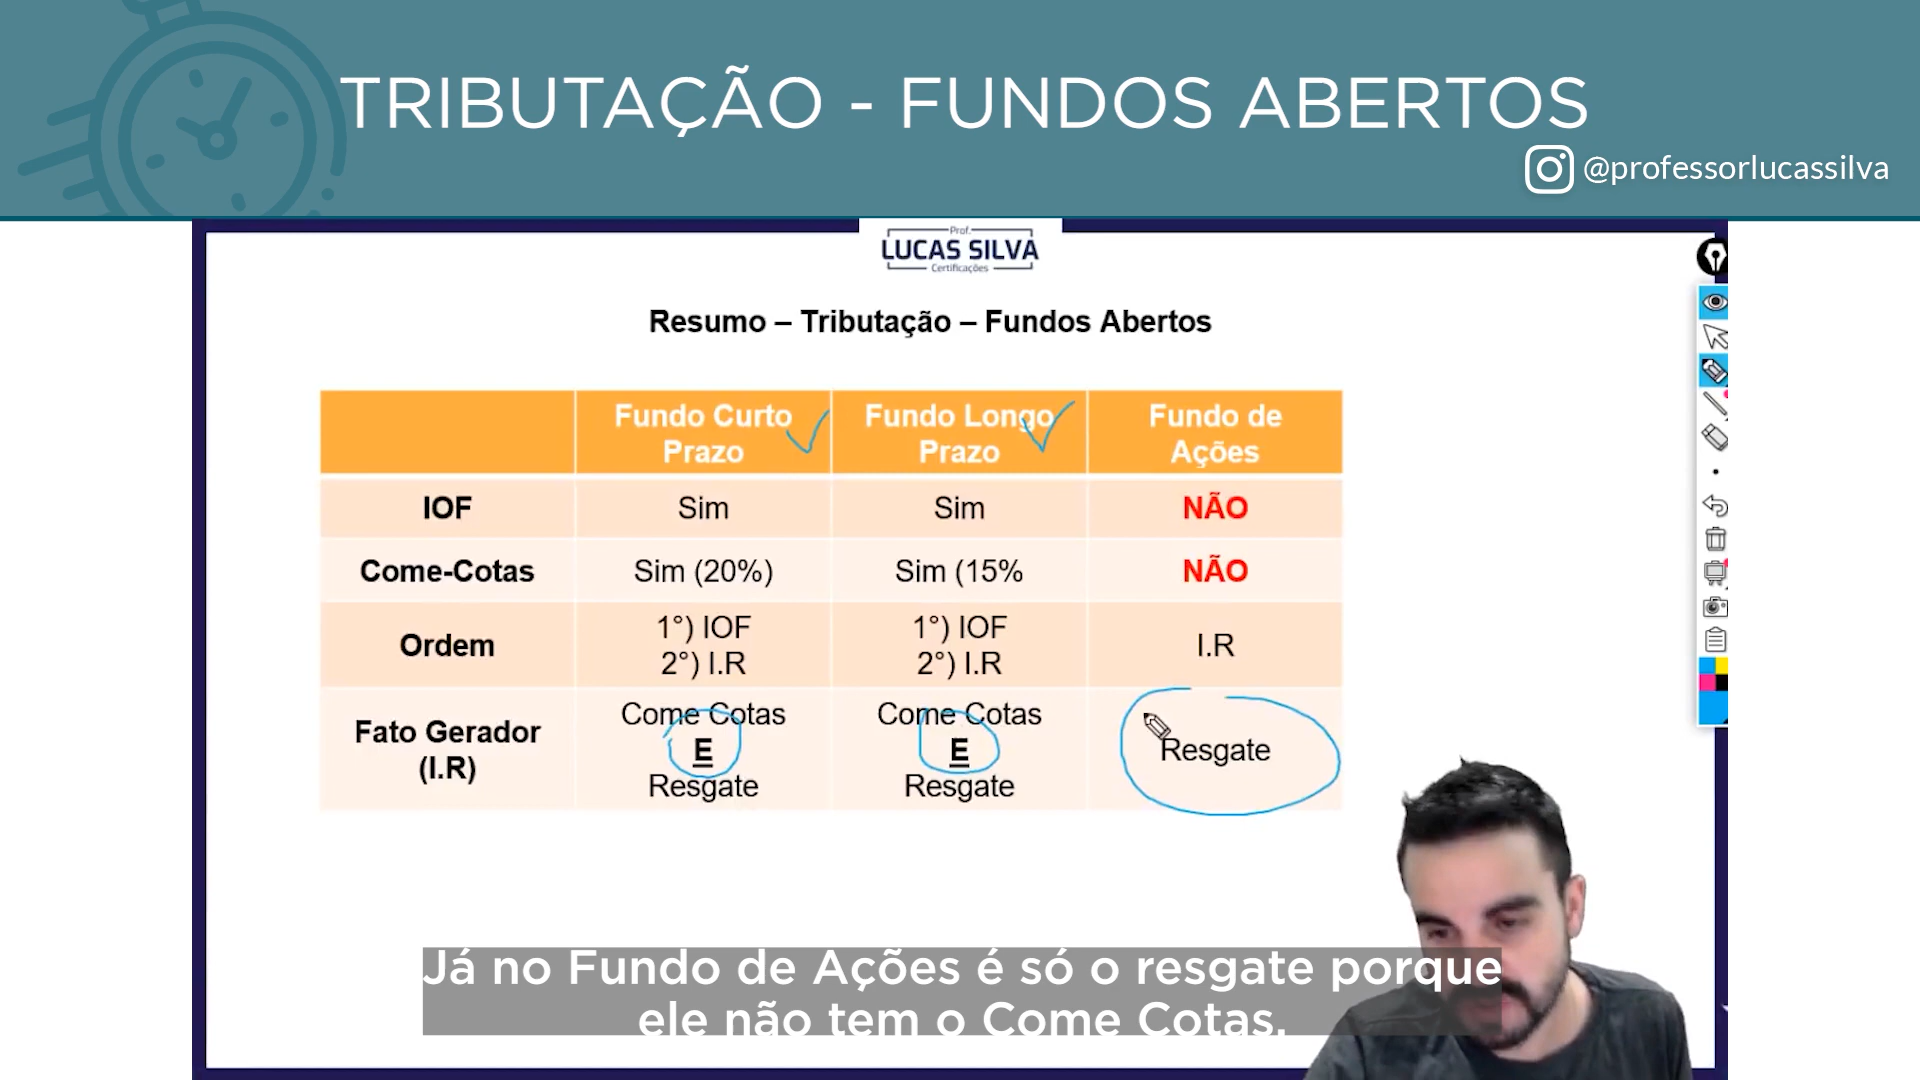 TRIBUTAÇÃO - FUNDOS ABERTOS
@professorlucassilva
Prof.
LUCAS SILVA
Certificações
Resumo – Tributação – Fundos Abertos
Fundo Curto Prazo
Fundo Longo Prazo
Fundo de Ações
IOF
Sim
Sim
NÃO
Come-Cotas
Sim (20%)
Sim (15%
NÃO
Ordem
1°) IOF
2°) I.R
1°) IOF
2°) I.R
I.R
Fato Gerador
(I.R)
Come Cotas
E
Resgate
Come Cotas
E
Resgate
Resgate
Já no Fundo de Ações é só o resgate porque
ele não tem o Come Cotas.